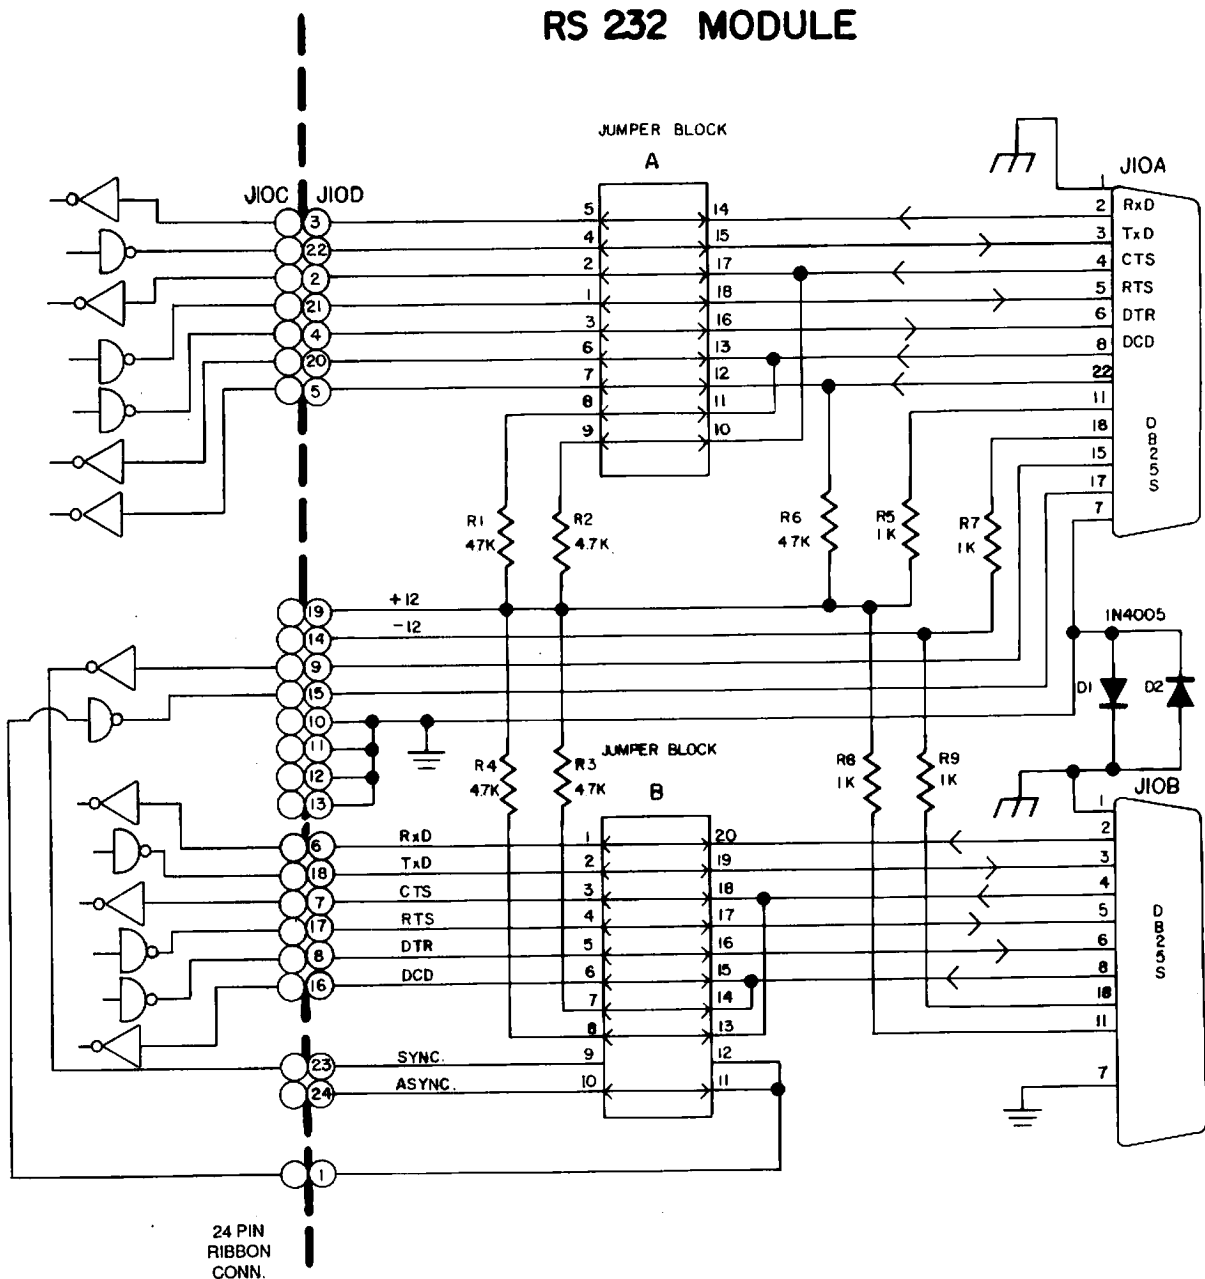 RS 232 MODULE
JUMPER BLOCK
A
J10C J10D
J10A
1
3
5
14
2
RxD
22
4
15
3
TxD
2
2
17
4
CTS
21
1
18
5
RTS
4
3
16
6
DTR
20
6
13
8
DCD
5
7
12
22
8
11
11
9
10
18
15
17
7
DB25S
R1
47K
R2
4.7K
R6
47K
R5
1K
R7
1K
19
+12
14
-12
9
15
10
11
12
13
1N4005
D1
D2
R4
4.7K
R3
4.7K
JUMPER BLOCK
B
R8
1K
R9
1K
J10B
1
6
RxD
1
20
2
18
TxD
2
19
3
7
CTS
3
18
4
17
RTS
4
17
5
8
DTR
5
16
6
16
DCD
6
15
8
7
14
18
8
13
11
23
SYNC.
9
12
24
ASYNC.
10
11
7
DB25S
1
24 PIN
RIBBON
CONN.